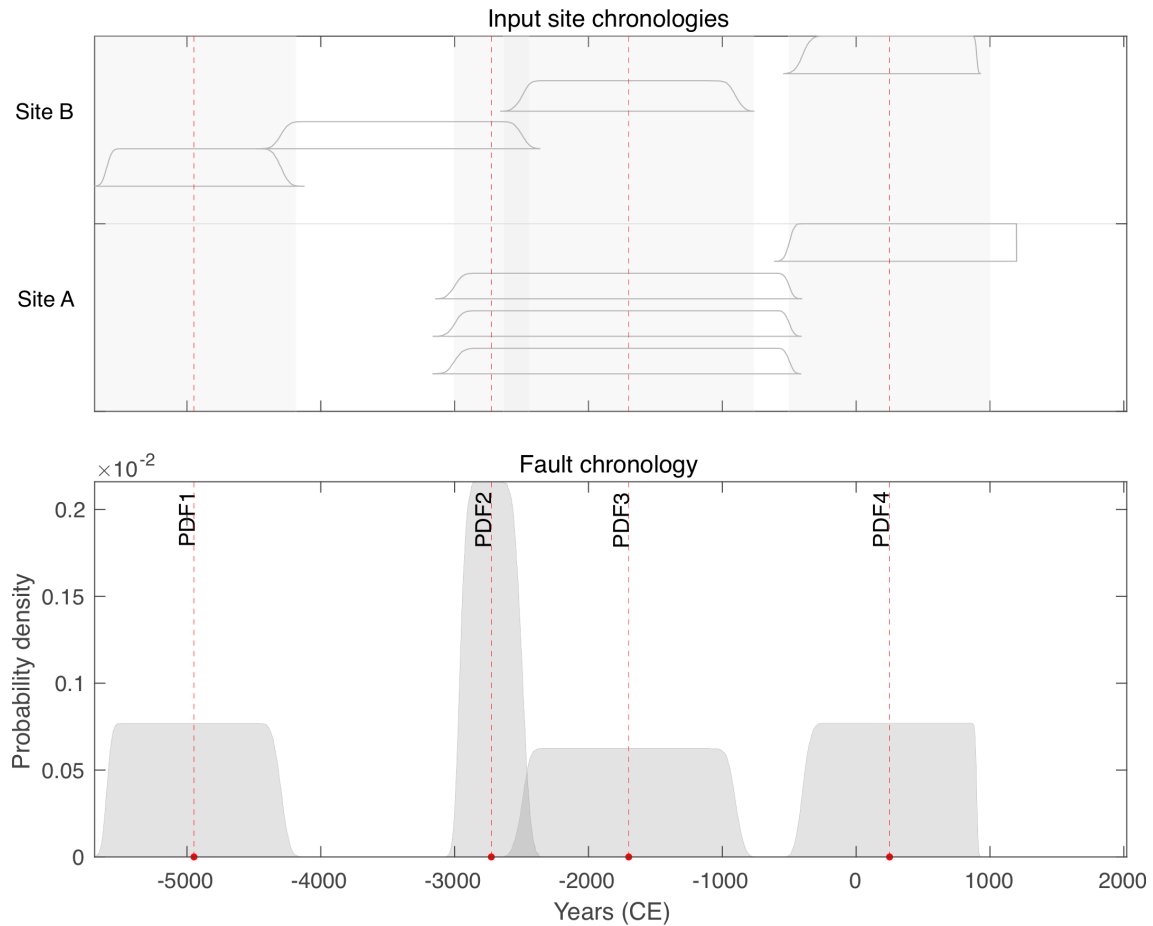 Input site chronologies
Site B
Site A
Fault chronology
×10-2
PDF1
PDF2
PDF3
PDF4
0.2
0.15
0.1
0.05
0
Probability density
-5000
-4000
-3000
-2000
-1000
0
1000
2000
Years (CE)